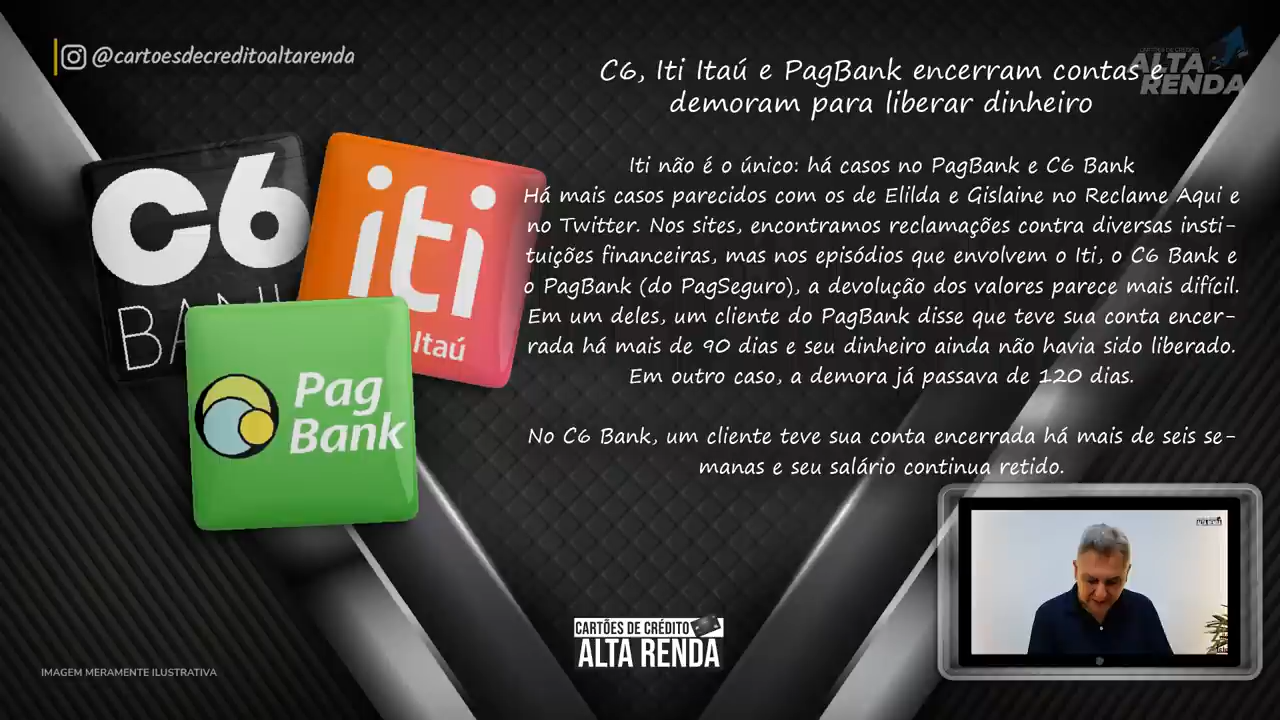 @cartoesdecreditoaltarenda
CARTÕES DE CRÉDITO
ALTA
RENDA
C6, Iti Itaú e PagBank encerram contas e
demoram para liberar dinheiro
Iti não é o único: há casos no PagBank e C6 Bank
Há mais casos parecidos com os de Elilda e Gislaine no Reclame Aqui e
no Twitter. Nos sites, encontramos reclamações contra diversas insti-
tuições financeiras, mas nos episódios que envolvem o Iti, o C6 Bank e
o PagBank (do PagSeguro), a devolução dos valores parece mais difícil.
Em um deles, um cliente do PagBank disse que teve sua conta encer-
rada há mais de 90 dias e seu dinheiro ainda não havia sido liberado.
Em outro caso, a demora já passava de 120 dias.
No C6 Bank, um cliente teve sua conta encerrada há mais de seis se-
manas e seu salário continua retido.
C6
BAN
iti
Itaú
Pag
Bank
ALTA RENDA
CARTÕES DE CRÉDITO
ALTA RENDA
IMAGEM MERAMENTE ILUSTRATIVA